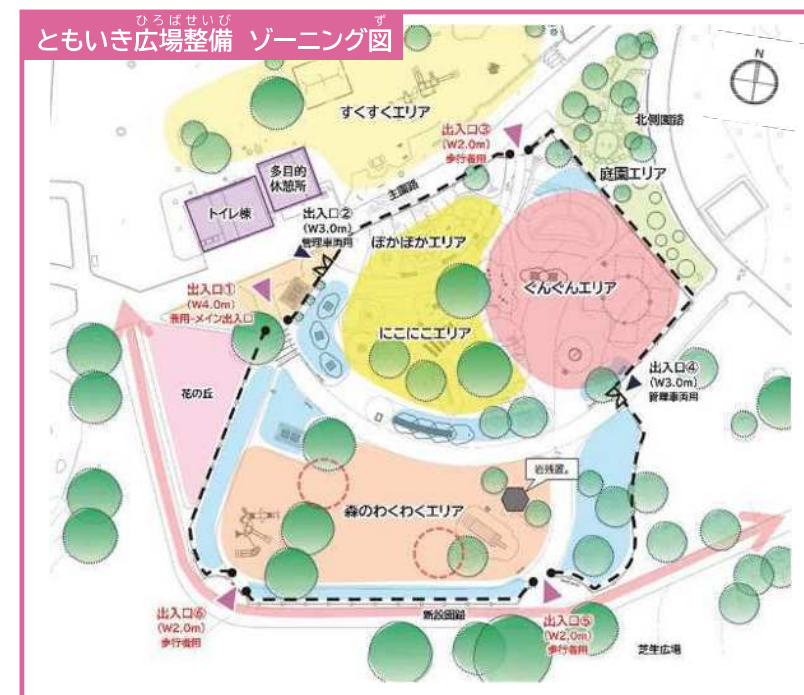 ひろばせいび ず
ともいき広場整備 ゾーニング図
N
すくすくエリア
北側園路
出入口③
(W2.0m)
歩行者用
庭園エリア
多目的
休憩所
主園路
トイレ棟
出入口②
(W3.0m)
管理車両用
ぽかぽかエリア
ぐんぐんエリア
出入口①
(W4.0m)
兼用-メイン出入口
にこにこエリア
出入口④
(W3.0m)
管理車両用
花の丘
岩残置。
森のわくわくエリア
出入口⑥
(W2.0m)
歩行者用
新設園路
出入口⑤
(W2.0m)
歩行者用
芝生広場